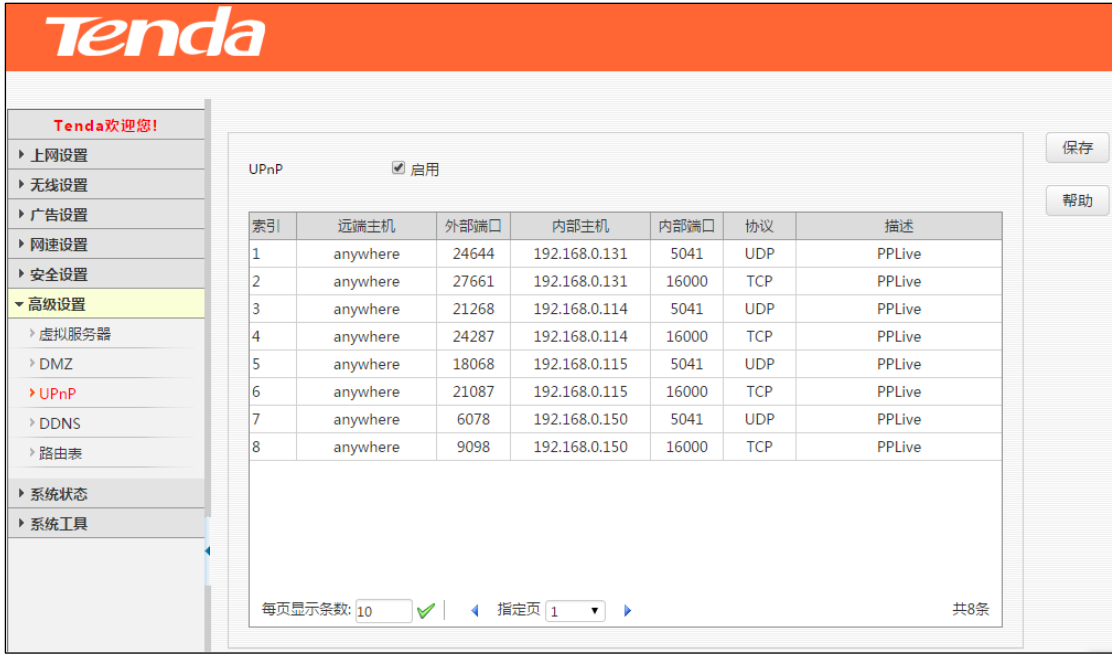 Tenda
Tenda欢迎您!
上网设置
无线设置
广告设置
网速设置
安全设置
高级设置
虚拟服务器
DMZ
UPnP
DDNS
路由表
系统状态
系统工具
UPnP 启用
索引 远端主机 外部端口 内部主机 内部端口 协议 描述
1 anywhere 24644 192.168.0.131 5041 UDP PPLive
2 anywhere 27661 192.168.0.131 16000 TCP PPLive
3 anywhere 21268 192.168.0.114 5041 UDP PPLive
4 anywhere 24287 192.168.0.114 16000 TCP PPLive
5 anywhere 18068 192.168.0.115 5041 UDP PPLive
6 anywhere 21087 192.168.0.115 16000 TCP PPLive
7 anywhere 6078 192.168.0.150 5041 UDP PPLive
8 anywhere 9098 192.168.0.150 16000 TCP PPLive
每页显示条数: 10 指定页 1 共8条
保存
帮助